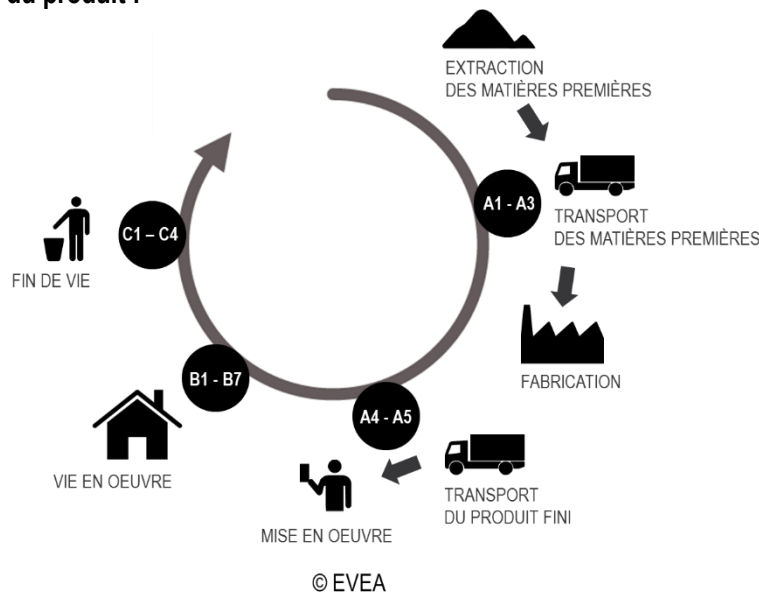 du produit :
EXTRACTION
DES MATIÈRES PREMIÈRES
A1 - A3
TRANSPORT
DES MATIÈRES PREMIÈRES
FABRICATION
A4 - A5
TRANSPORT
DU PRODUIT FINI
MISE EN OEUVRE
B1 - B7
VIE EN OEUVRE
C1 – C4
FIN DE VIE
© EVEA